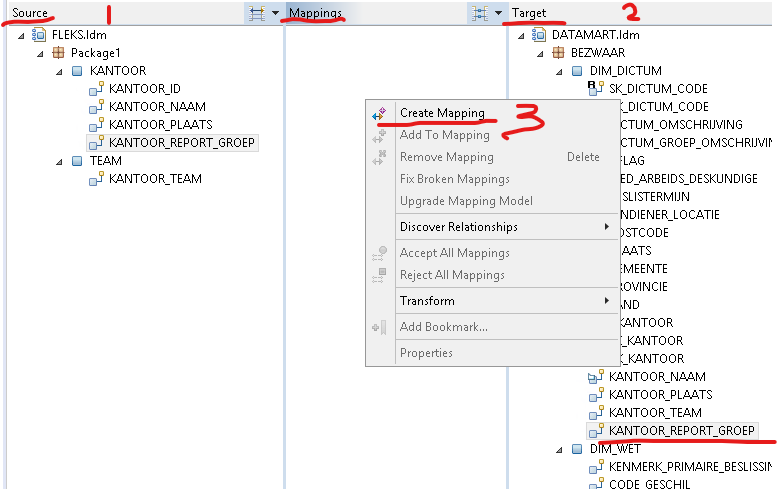 Source
1
FLEKS.ldm
Package1
KANTOOR
KANTOOR_ID
KANTOOR_NAAM
KANTOOR_PLAATS
KANTOOR_REPORT_GROEP
TEAM
KANTOOR_TEAM
Mappings
Create Mapping
3
Add To Mapping
Remove Mapping Delete
Fix Broken Mappings
Upgrade Mapping Model
Discover Relationships
Accept All Mappings
Reject All Mappings
Transform
Add Bookmark...
Properties
Target
2
DATAMART.ldm
BEZWAAR
DIM_DICTUM
SK_DICTUM_CODE
K_DICTUM_CODE
CTUM_OMSCHRIJVING
CTUM_GROEP_OMSCHRIJVING
FLAG
ED_ARBEIDS_DESKUNDIGE
SLISTERMIJN
NDIENER_LOCATIE
OSTCODE
AATS
EMEENTE
ROVINCIE
AND
KANTOOR
K_KANTOOR
K_KANTOOR
KANTOOR_NAAM
KANTOOR_PLAATS
KANTOOR_TEAM
KANTOOR_REPORT_GROEP
DIM_WET
KENMERK_PRIMAIRE_BESLISSIN
CODE_GESCHIL